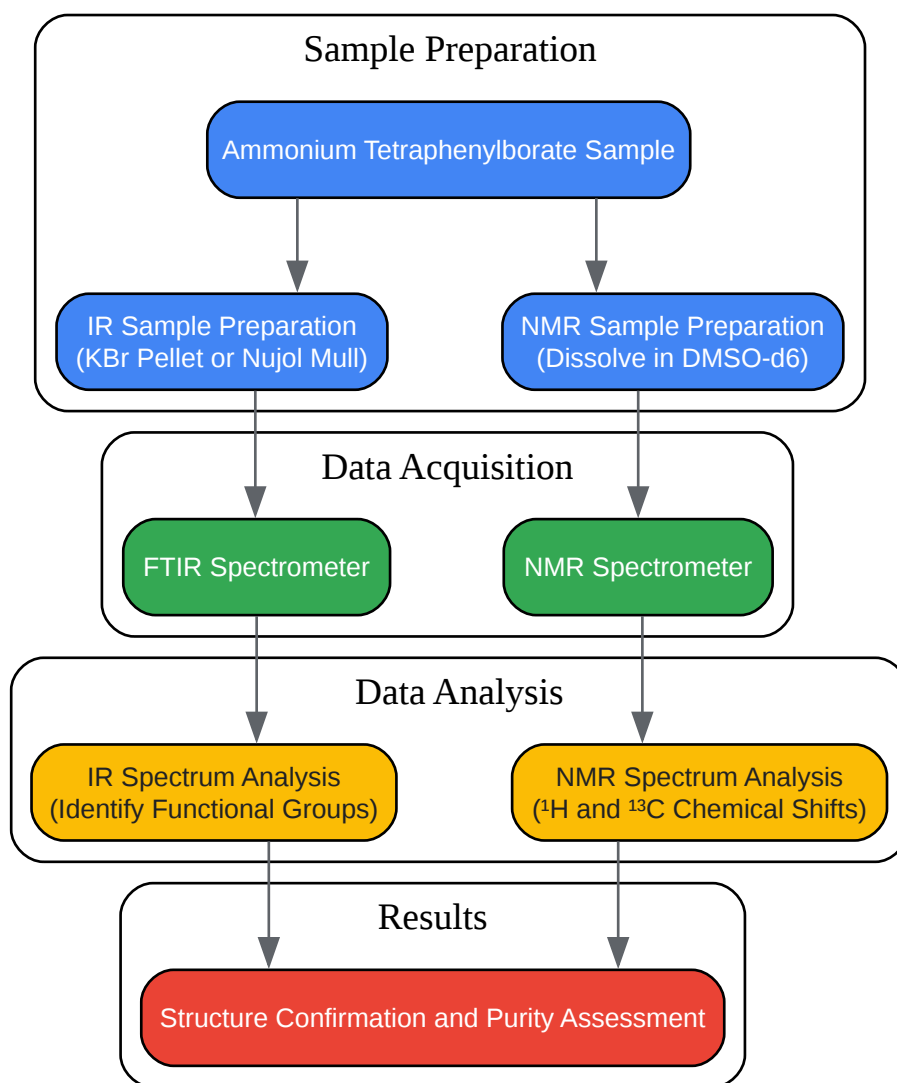 Sample Preparation
Ammonium Tetraphenylborate Sample
IR Sample Preparation
(KBr Pellet or Nujol Mull)
NMR Sample Preparation
(Dissolve in DMSO-d6)
Data Acquisition
FTIR Spectrometer
NMR Spectrometer
Data Analysis
IR Spectrum Analysis
(Identify Functional Groups)
NMR Spectrum Analysis
(¹H and ¹³C Chemical Shifts)
Results
Structure Confirmation and Purity Assessment